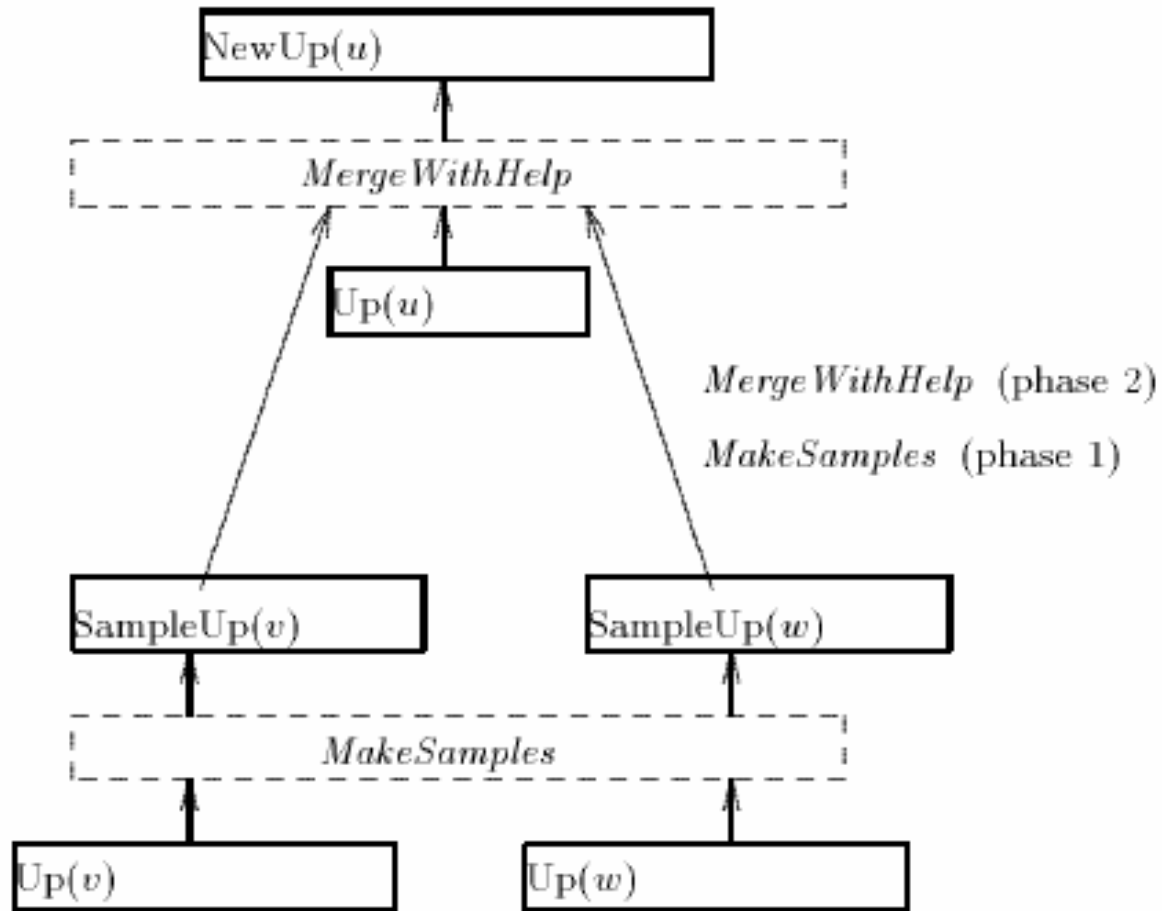 NewUp(u)
MergeWithHelp
Up(u)
MergeWithHelp (phase 2)
MakeSamples (phase 1)
SampleUp(v) SampleUp(w)
MakeSamples
Up(v) Up(w)